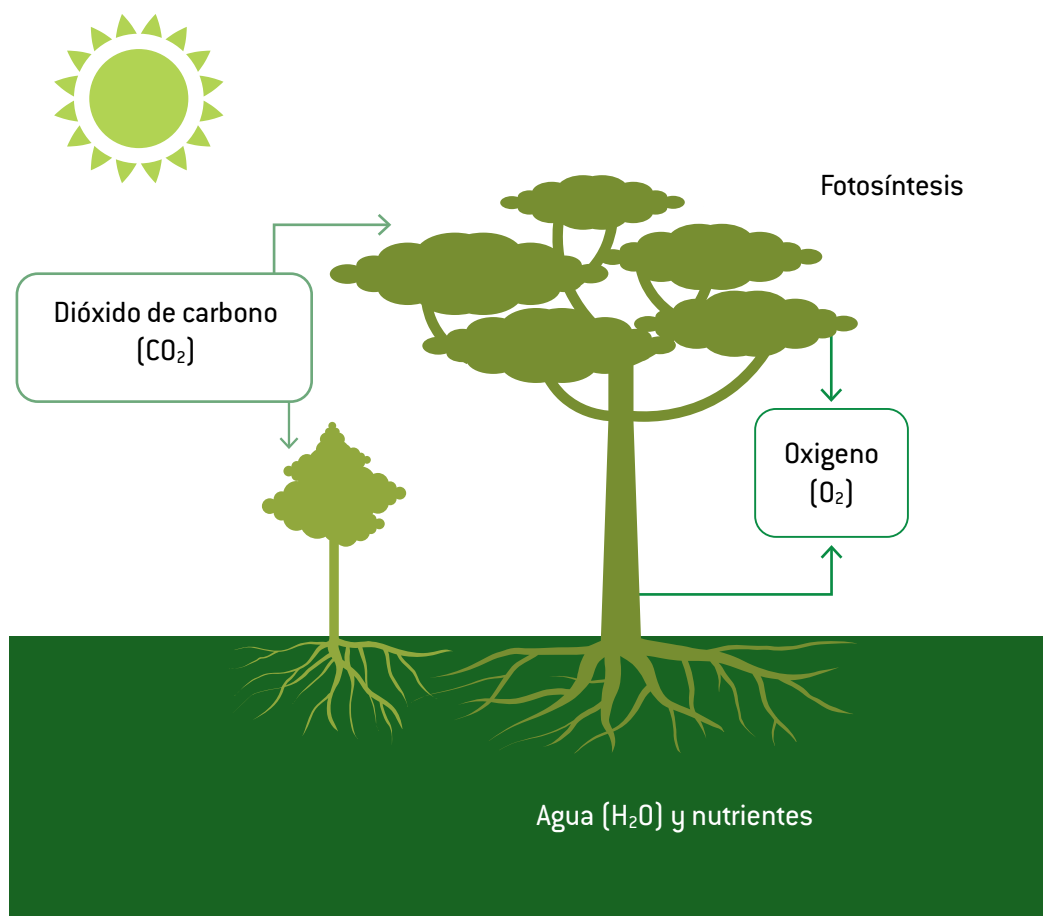 Fotosíntesis
Dióxido de carbono
(CO₂)
Oxigeno
(O₂)
Agua (H₂O) y nutrientes